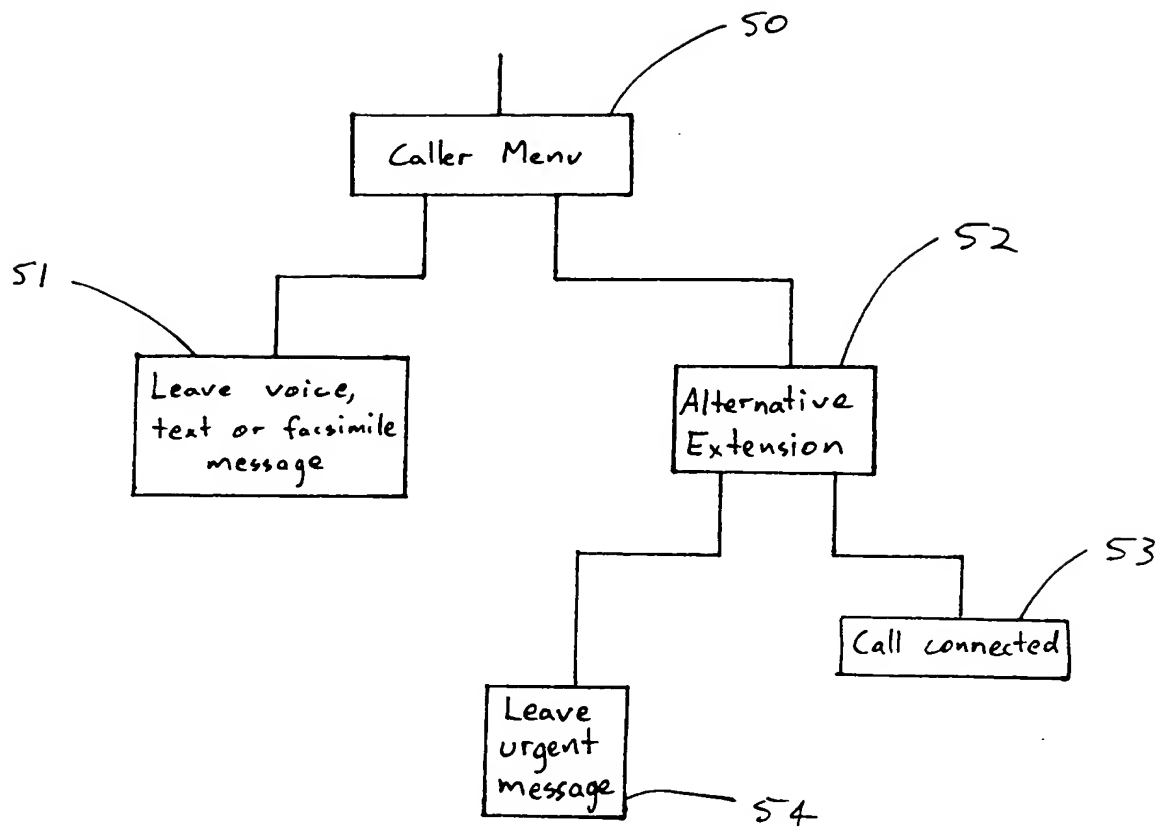 50
Caller Menu
52
51
Leave voice,
text or facsimile
message
Alternative
Extension
53
Call connected
Leave
urgent
message
54